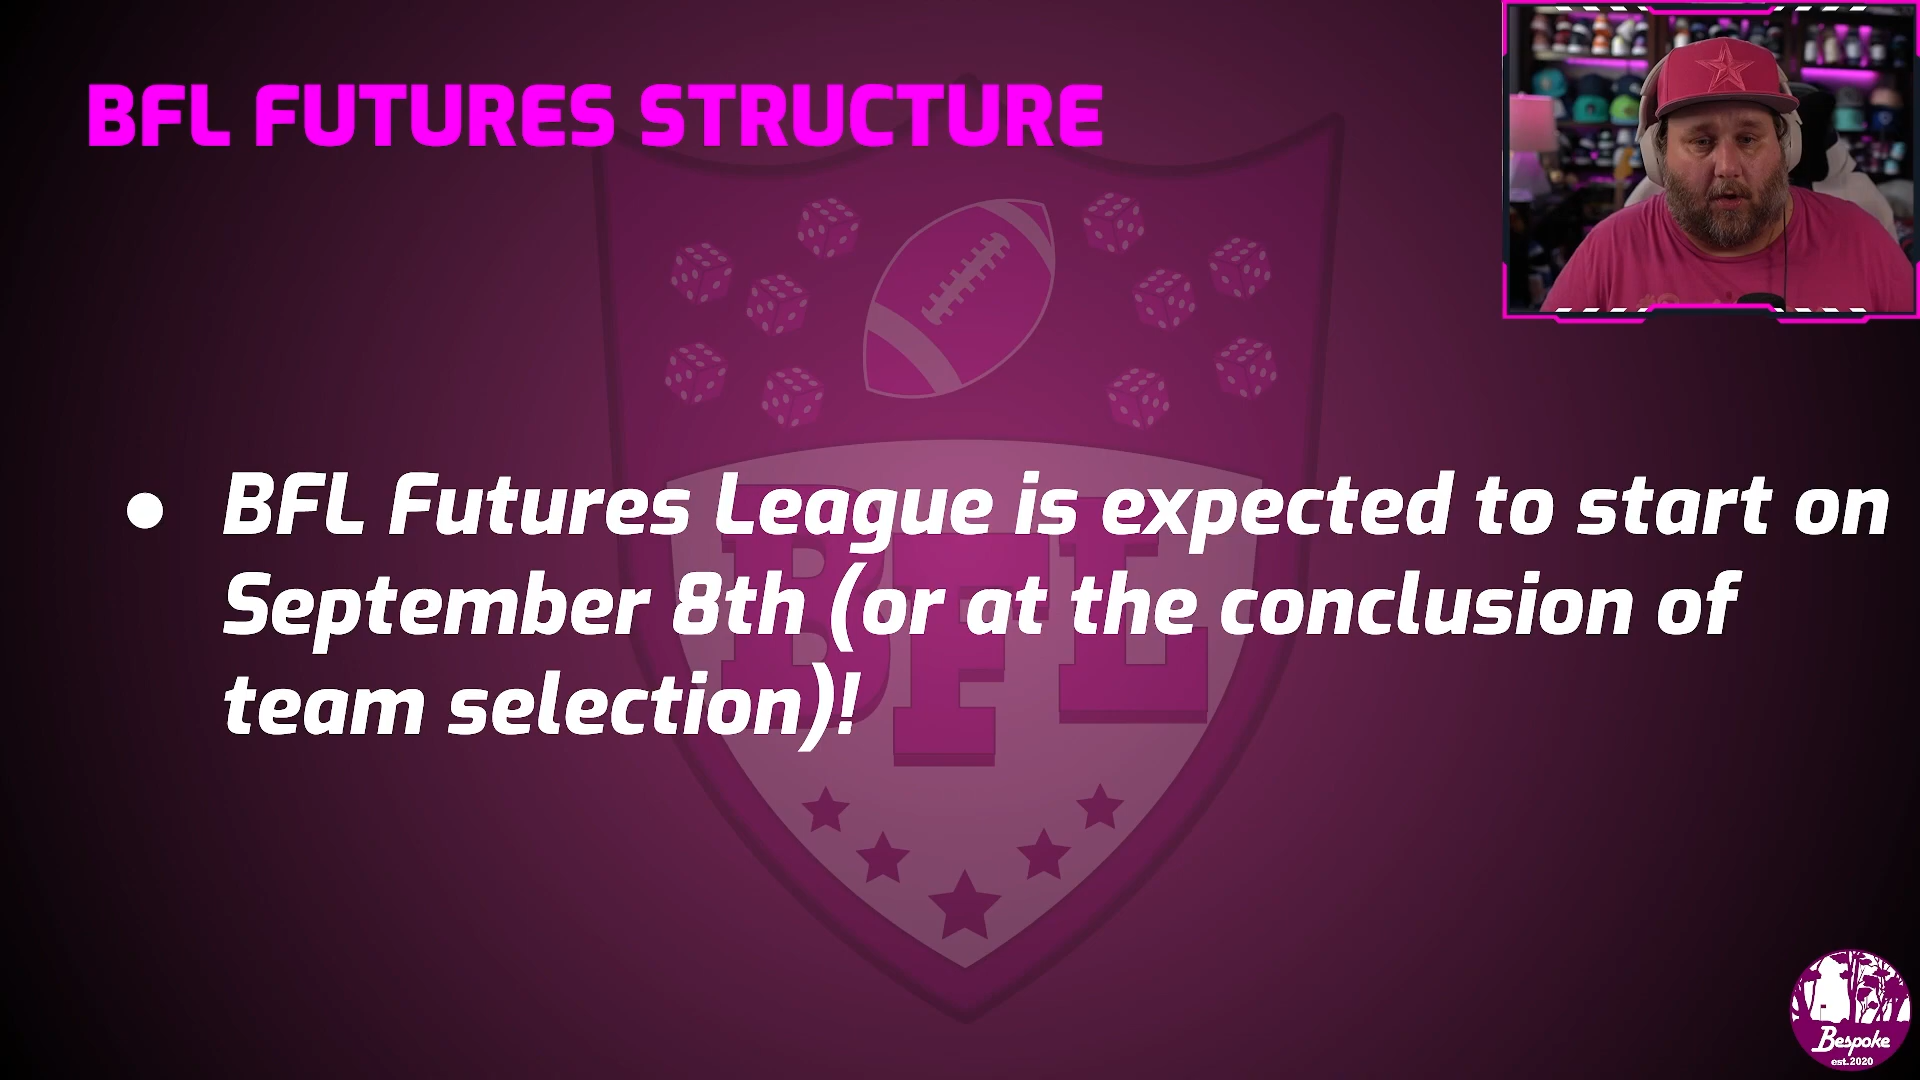 BFL FUTURES STRUCTURE
● BFL Futures League is expected to start on
September 8th (or at the conclusion of
team selection)!
BFL
Bespoke
est.2020